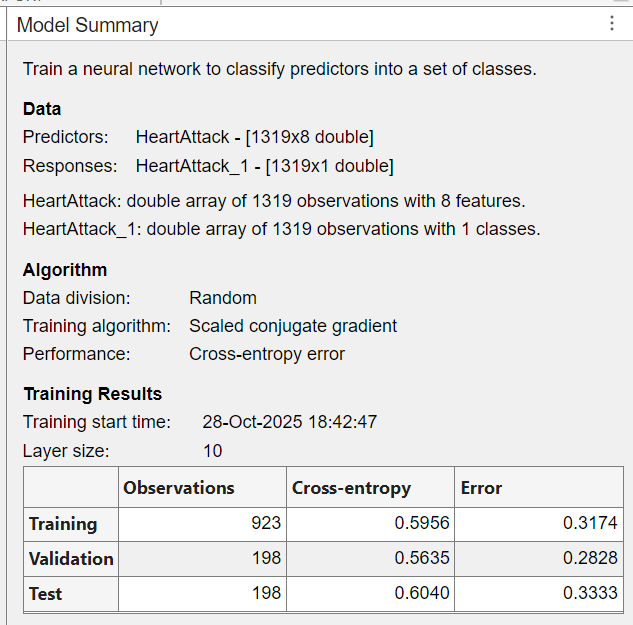 Model Summary
Train a neural network to classify predictors into a set of classes.
Data
Predictors: HeartAttack - [1319x8 double]
Responses: HeartAttack_1 - [1319x1 double]
HeartAttack: double array of 1319 observations with 8 features.
HeartAttack_1: double array of 1319 observations with 1 classes.
Algorithm
Data division: Random
Training algorithm: Scaled conjugate gradient
Performance: Cross-entropy error
Training Results
Training start time: 28-Oct-2025 18:42:47
Layer size: 10
Observations Cross-entropy Error
Training 923 0.5956 0.3174
Validation 198 0.5635 0.2828
Test 198 0.6040 0.3333